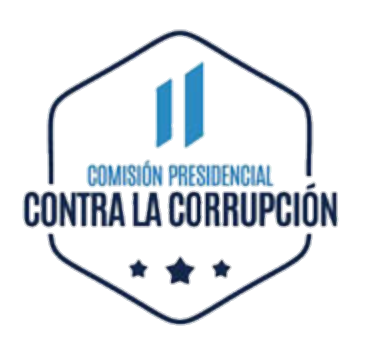 COMISIÓN PRESIDENCIAL
CONTRA LA CORRUPCIÓN